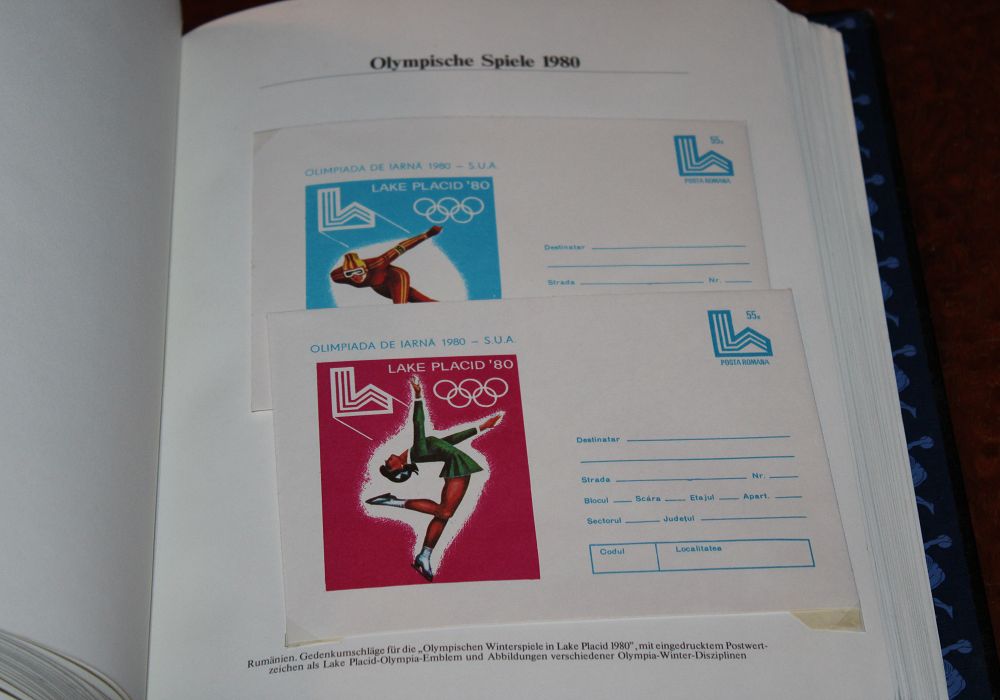 Olympische Spiele 1980
OLIMPIADA DE IARNĂ 1980 – S.U.A.
LAKE PLACID '80
55B
POSTA ROMANA
Destinatar
Strada
Nr.
OLIMPIADA DE IARNĂ 1980 – S.U.A.
LAKE PLACID '80
55B
POSTA ROMANA
Destinatar
Strada
Nr.
Blocul Scára Etajul Apart.
Sectorul Judeţul
Codul Localitatea
Rumänien. Gedenkumschläge für die „Olympischen Winterspiele in Lake Placid 1980", mit eingedrucktem Postwert-
zeichen als Lake Placid-Olympia-Emblem und Abbildungen verschiedener Olympia-Winter-Disziplinen